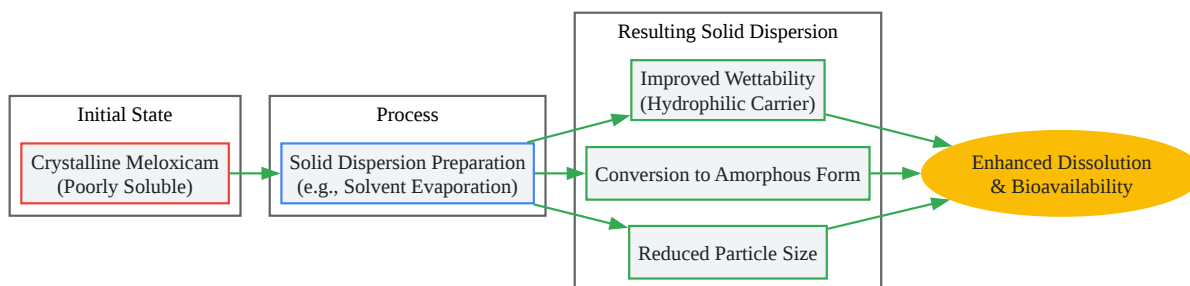 Initial State
Crystalline Meloxicam
(Poorly Soluble)
Process
Solid Dispersion Preparation
(e.g., Solvent Evaporation)
Resulting Solid Dispersion
Improved Wettability
(Hydrophilic Carrier)
Conversion to Amorphous Form
Reduced Particle Size
Enhanced Dissolution
& Bioavailability